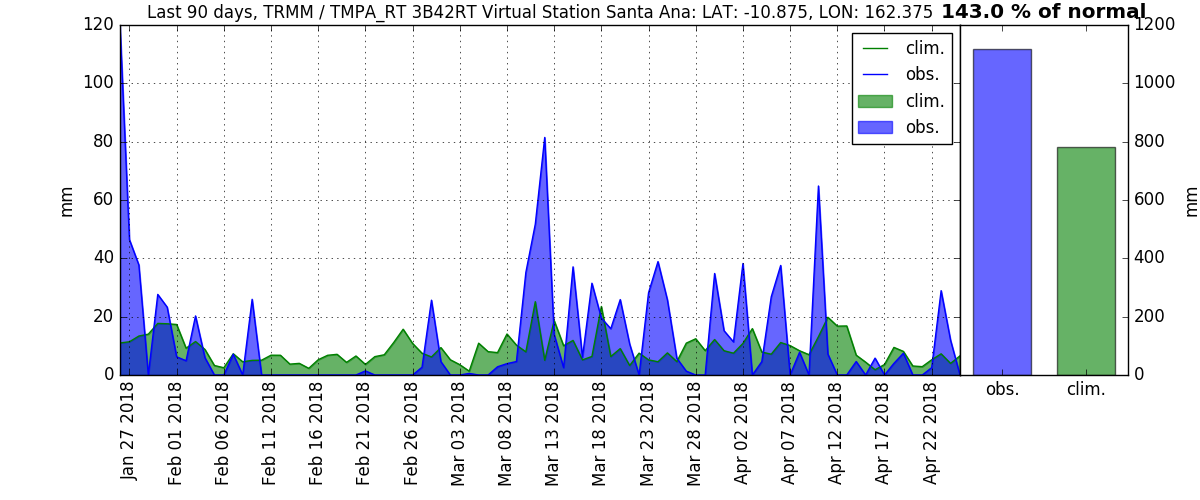 Last 90 days, TRMM / TMPA_RT 3B42RT Virtual Station Santa Ana: LAT: -10.875, LON: 162.375 143.0 % of normal
120
100
80
60
40
20
0
mm
clim.
obs.
clim.
obs.
1200
1000
800
600
400
200
0
mm
Jan 27 2018
Feb 01 2018
Feb 06 2018
Feb 11 2018
Feb 16 2018
Feb 21 2018
Feb 26 2018
Mar 03 2018
Mar 08 2018
Mar 13 2018
Mar 18 2018
Mar 23 2018
Mar 28 2018
Apr 02 2018
Apr 07 2018
Apr 12 2018
Apr 17 2018
Apr 22 2018
obs.
clim.